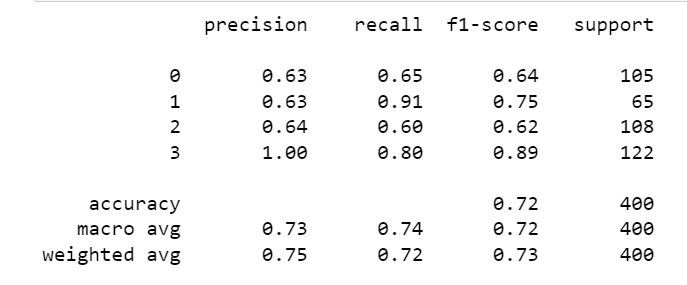 precision recall f1-score support
0 0.63 0.65 0.64 105
1 0.63 0.91 0.75 65
2 0.64 0.60 0.62 108
3 1.00 0.80 0.89 122
accuracy 0.72 400
macro avg 0.73 0.74 0.72 400
weighted avg 0.75 0.72 0.73 400